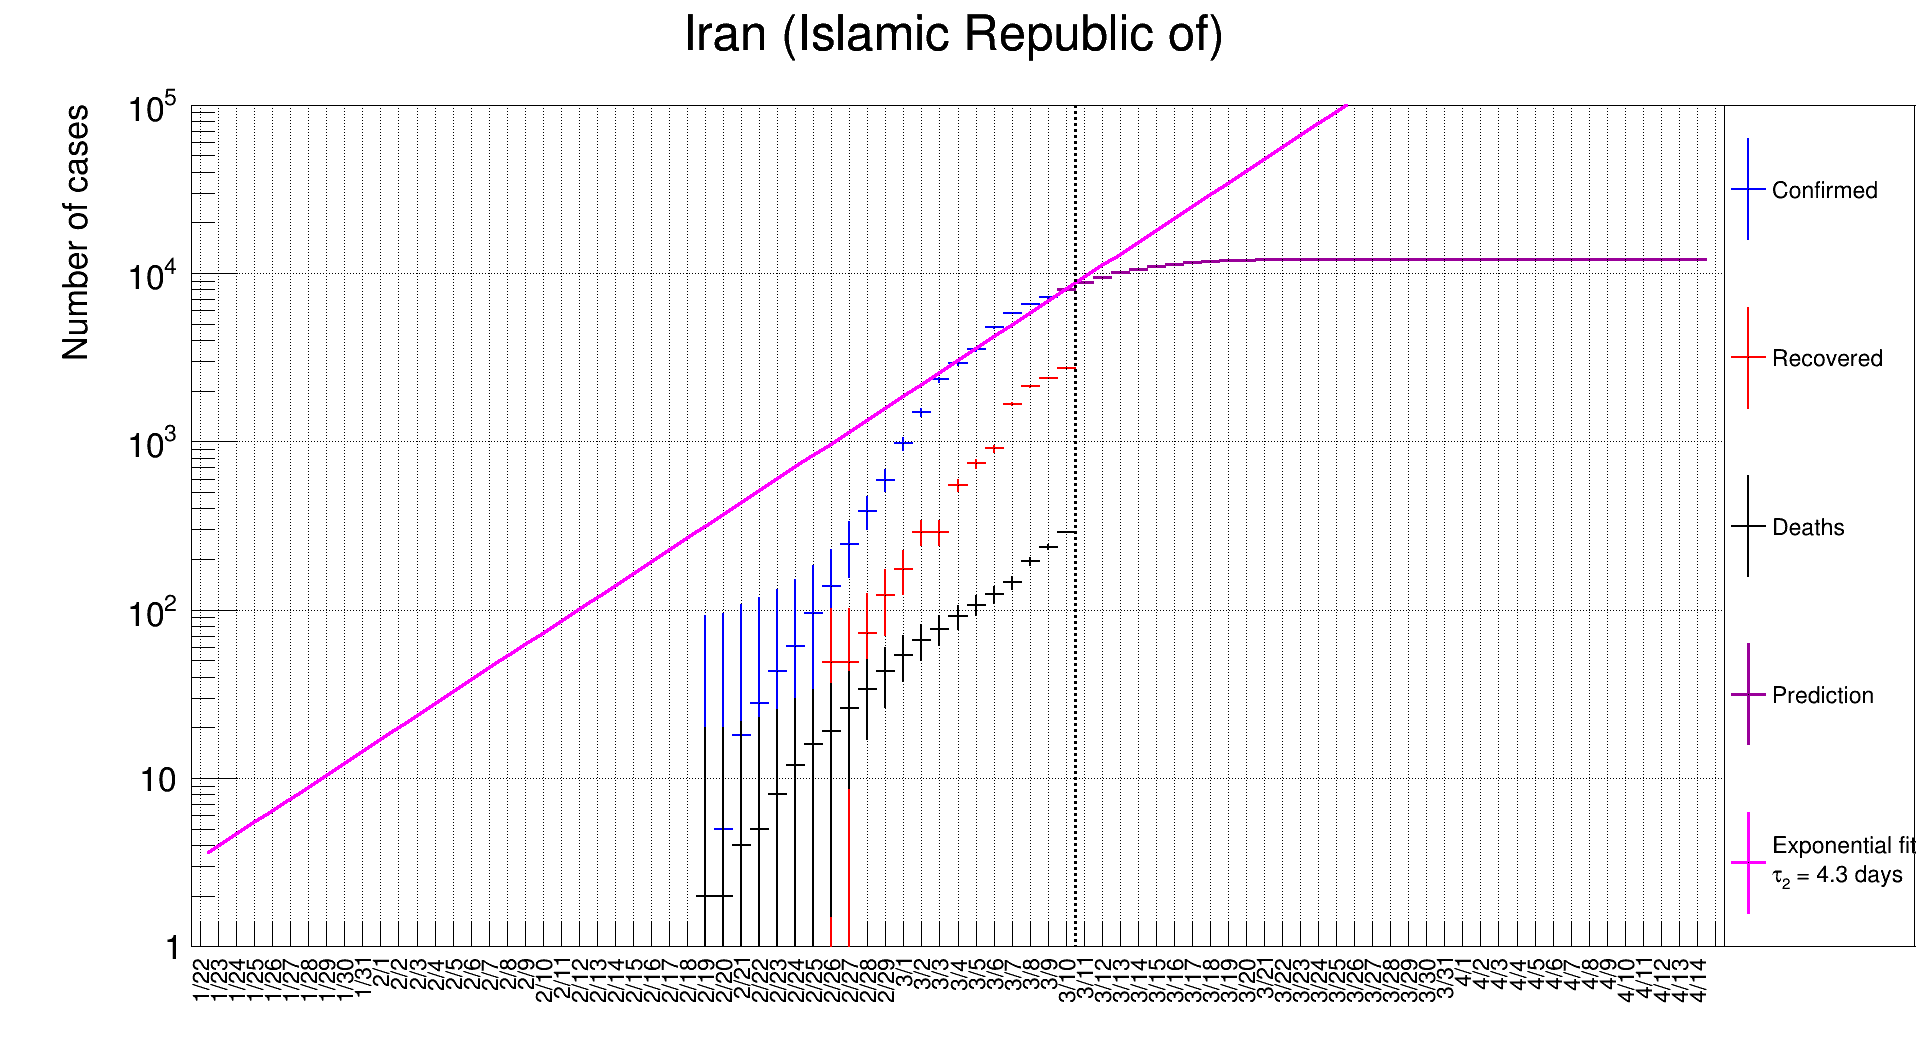 Iran (Islamic Republic of)
Number of cases
10^5
10^4
10^3
10^2
10
1
1/22 1/23 1/24 1/25 1/26 1/27 1/28 1/29 1/30 1/31 2/1 2/2 2/3 2/4 2/5 2/6 2/7 2/8 2/9 2/10 2/11 2/12 2/13 2/14 2/15 2/16 2/17 2/18 2/19 2/20 2/21 2/22 2/23 2/24 2/25 2/26 2/27 2/28 2/29 3/1 3/2 3/3 3/4 3/5 3/6 3/7 3/8 3/9 3/10 3/11 3/12 3/13 3/14 3/15 3/16 3/17 3/18 3/19 3/20 3/21 3/22 3/23 3/24 3/25 3/26 3/27 3/28 3/29 3/30 3/31 4/1 4/2 4/3 4/4 4/5 4/6 4/7 4/8 4/9 4/10 4/11 4/12 4/13 4/14
Confirmed
Recovered
Deaths
Prediction
Exponential fit
τ₂ = 4.3 days